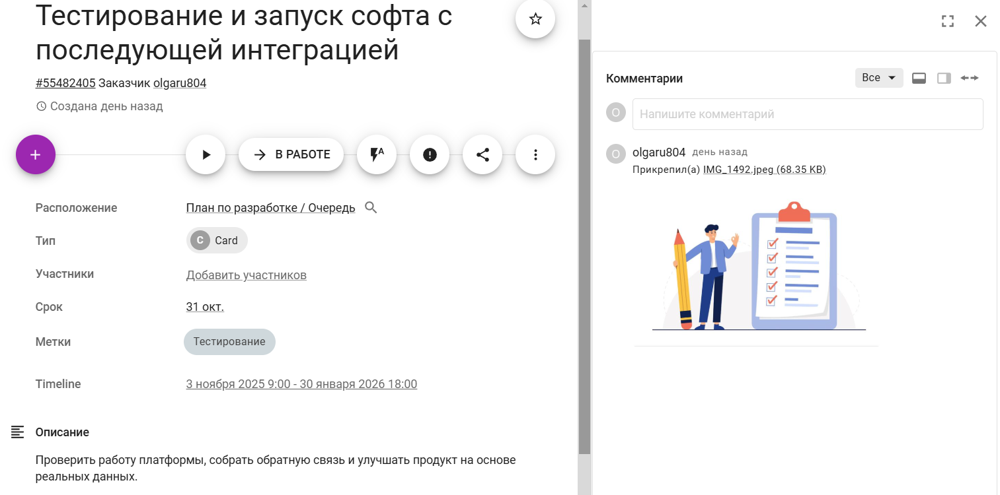 Тестирование и запуск софта с
последующей интеграцией
#55482405 Заказчик olgaru804
Создана день назад
В РАБОТЕ
Расположение План по разработке / Очередь
Тип C Card
Участники Добавить участников
Срок 31 окт.
Метки Тестирование
Timeline 3 ноября 2025 9:00 - 30 января 2026 18:00
Описание
Проверить работу платформы, собрать обратную связь и улучшать продукт на основе
реальных данных.
Комментарии Все
O Напишите комментарий
O olgaru804 день назад
Прикрепил(а) IMG_1492.jpeg (68.35 KB)